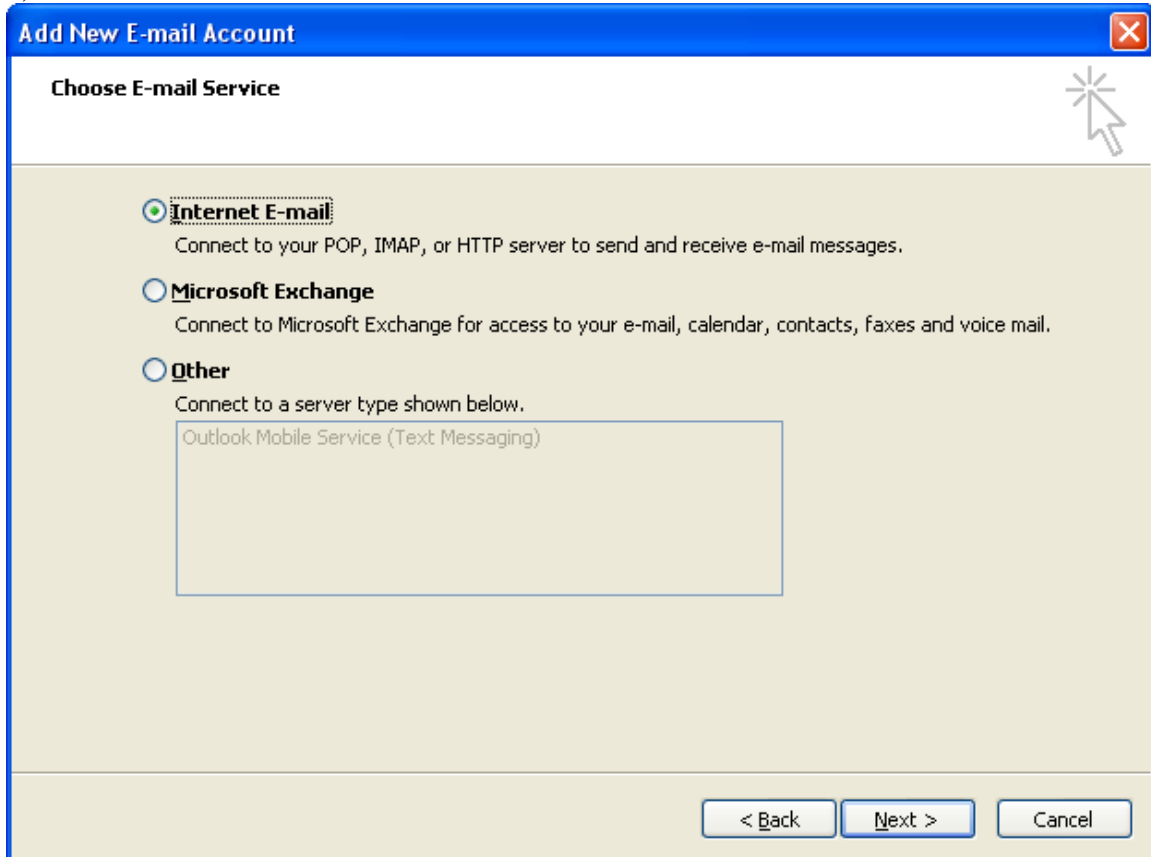 Add New E-mail Account
Choose E-mail Service
Internet E-mail
Connect to your POP, IMAP, or HTTP server to send and receive e-mail messages.
Microsoft Exchange
Connect to Microsoft Exchange for access to your e-mail, calendar, contacts, faxes and voice mail.
Other
Connect to a server type shown below.
Outlook Mobile Service (Text Messaging)
< Back Next > Cancel